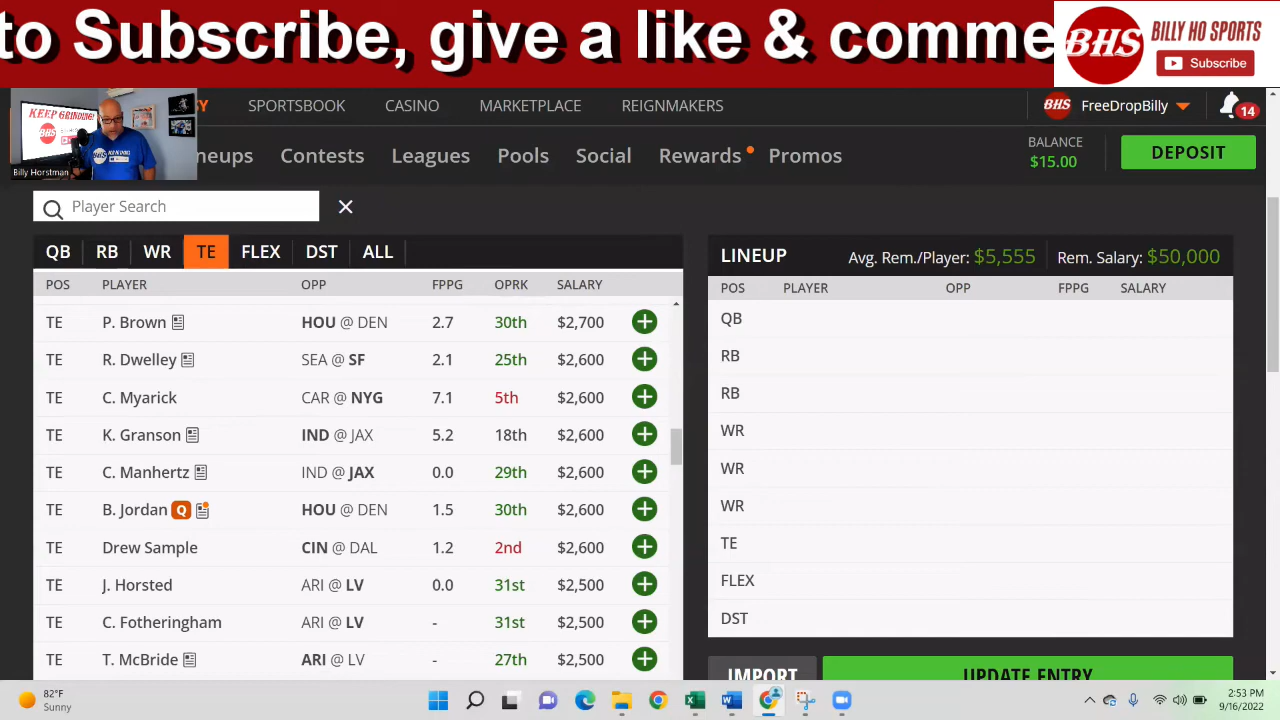 to Subscribe, give a like & comme
BHS BILLY HO SPORTS
Subscribe
KEEP GRINDING!
BHS
Billy Horstman
SPORTSBOOK CASINO MARKETPLACE REIGNMAKERS BHS FreeDropBilly 14
neups Contests Leagues Pools Social Rewards Promos BALANCE $15.00 DEPOSIT
Player Search
QB RB WR TE FLEX DST ALL
POS PLAYER OPP FPPG OPRK SALARY
TE P. Brown HOU @ DEN 2.7 30th $2,700
TE R. Dwelley SEA @ SF 2.1 25th $2,600
TE C. Myarick CAR @ NYG 7.1 5th $2,600
TE K. Granson IND @ JAX 5.2 18th $2,600
TE C. Manhertz IND @ JAX 0.0 29th $2,600
TE B. Jordan Q HOU @ DEN 1.5 30th $2,600
TE Drew Sample CIN @ DAL 1.2 2nd $2,600
TE J. Horsted ARI @ LV 0.0 31st $2,500
TE C. Fotheringham ARI @ LV - 31st $2,500
TE T. McBride ARI @ LV - 27th $2,500
LINEUP Avg. Rem./Player: $5,555 Rem. Salary: $50,000
POS PLAYER OPP FPPG SALARY
QB
RB
RB
WR
WR
WR
TE
FLEX
DST
IMPORT UPDATE ENTRY
82°F
Sunny
2:53 PM
9/16/2022